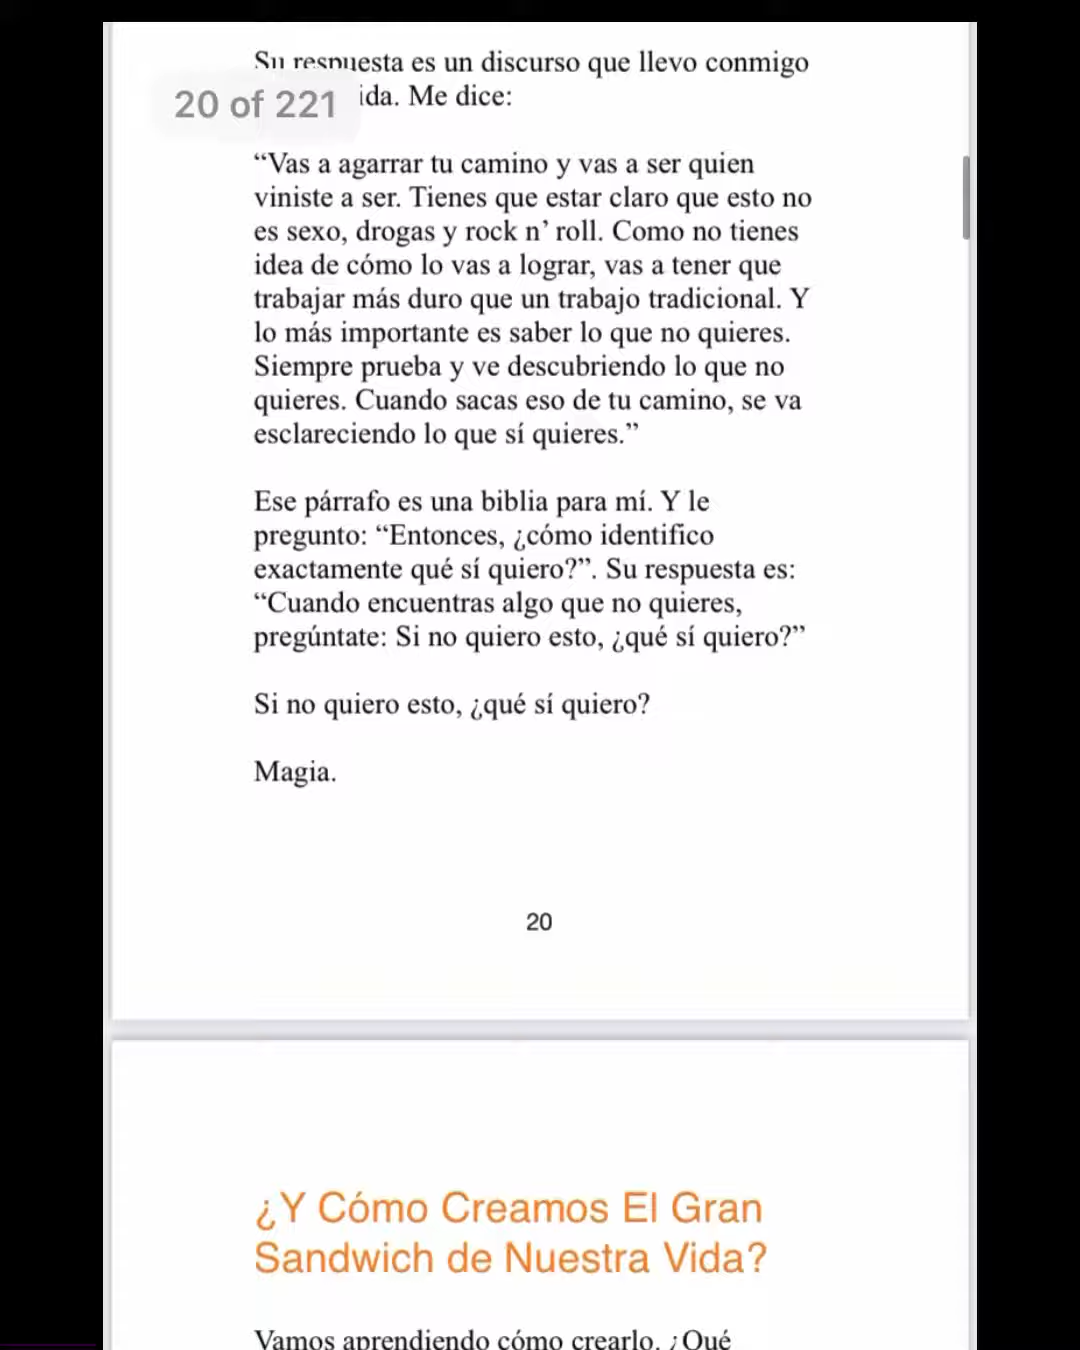 Su respuesta es un discurso que llevo conmigo
20 of 221
ida. Me dice:
“Vas a agarrar tu camino y vas a ser quien
viniste a ser. Tienes que estar claro que esto no
es sexo, drogas y rock n’ roll. Como no tienes
idea de cómo lo vas a lograr, vas a tener que
trabajar más duro que un trabajo tradicional. Y
lo más importante es saber lo que no quieres.
Siempre prueba y ve descubriendo lo que no
quieres. Cuando sacas eso de tu camino, se va
esclareciendo lo que sí quieres.”
Ese párrafo es una biblia para mí. Y le
pregunto: “Entonces, ¿cómo identifico
exactamente qué sí quiero?”. Su respuesta es:
“Cuando encuentras algo que no quieres,
pregúntate: Si no quiero esto, ¿qué sí quiero?”
Si no quiero esto, ¿qué sí quiero?
Magia.
20
¿Y Cómo Creamos El Gran
Sandwich de Nuestra Vida?
Vamos aprendiendo cómo crearlo. ¿Qué